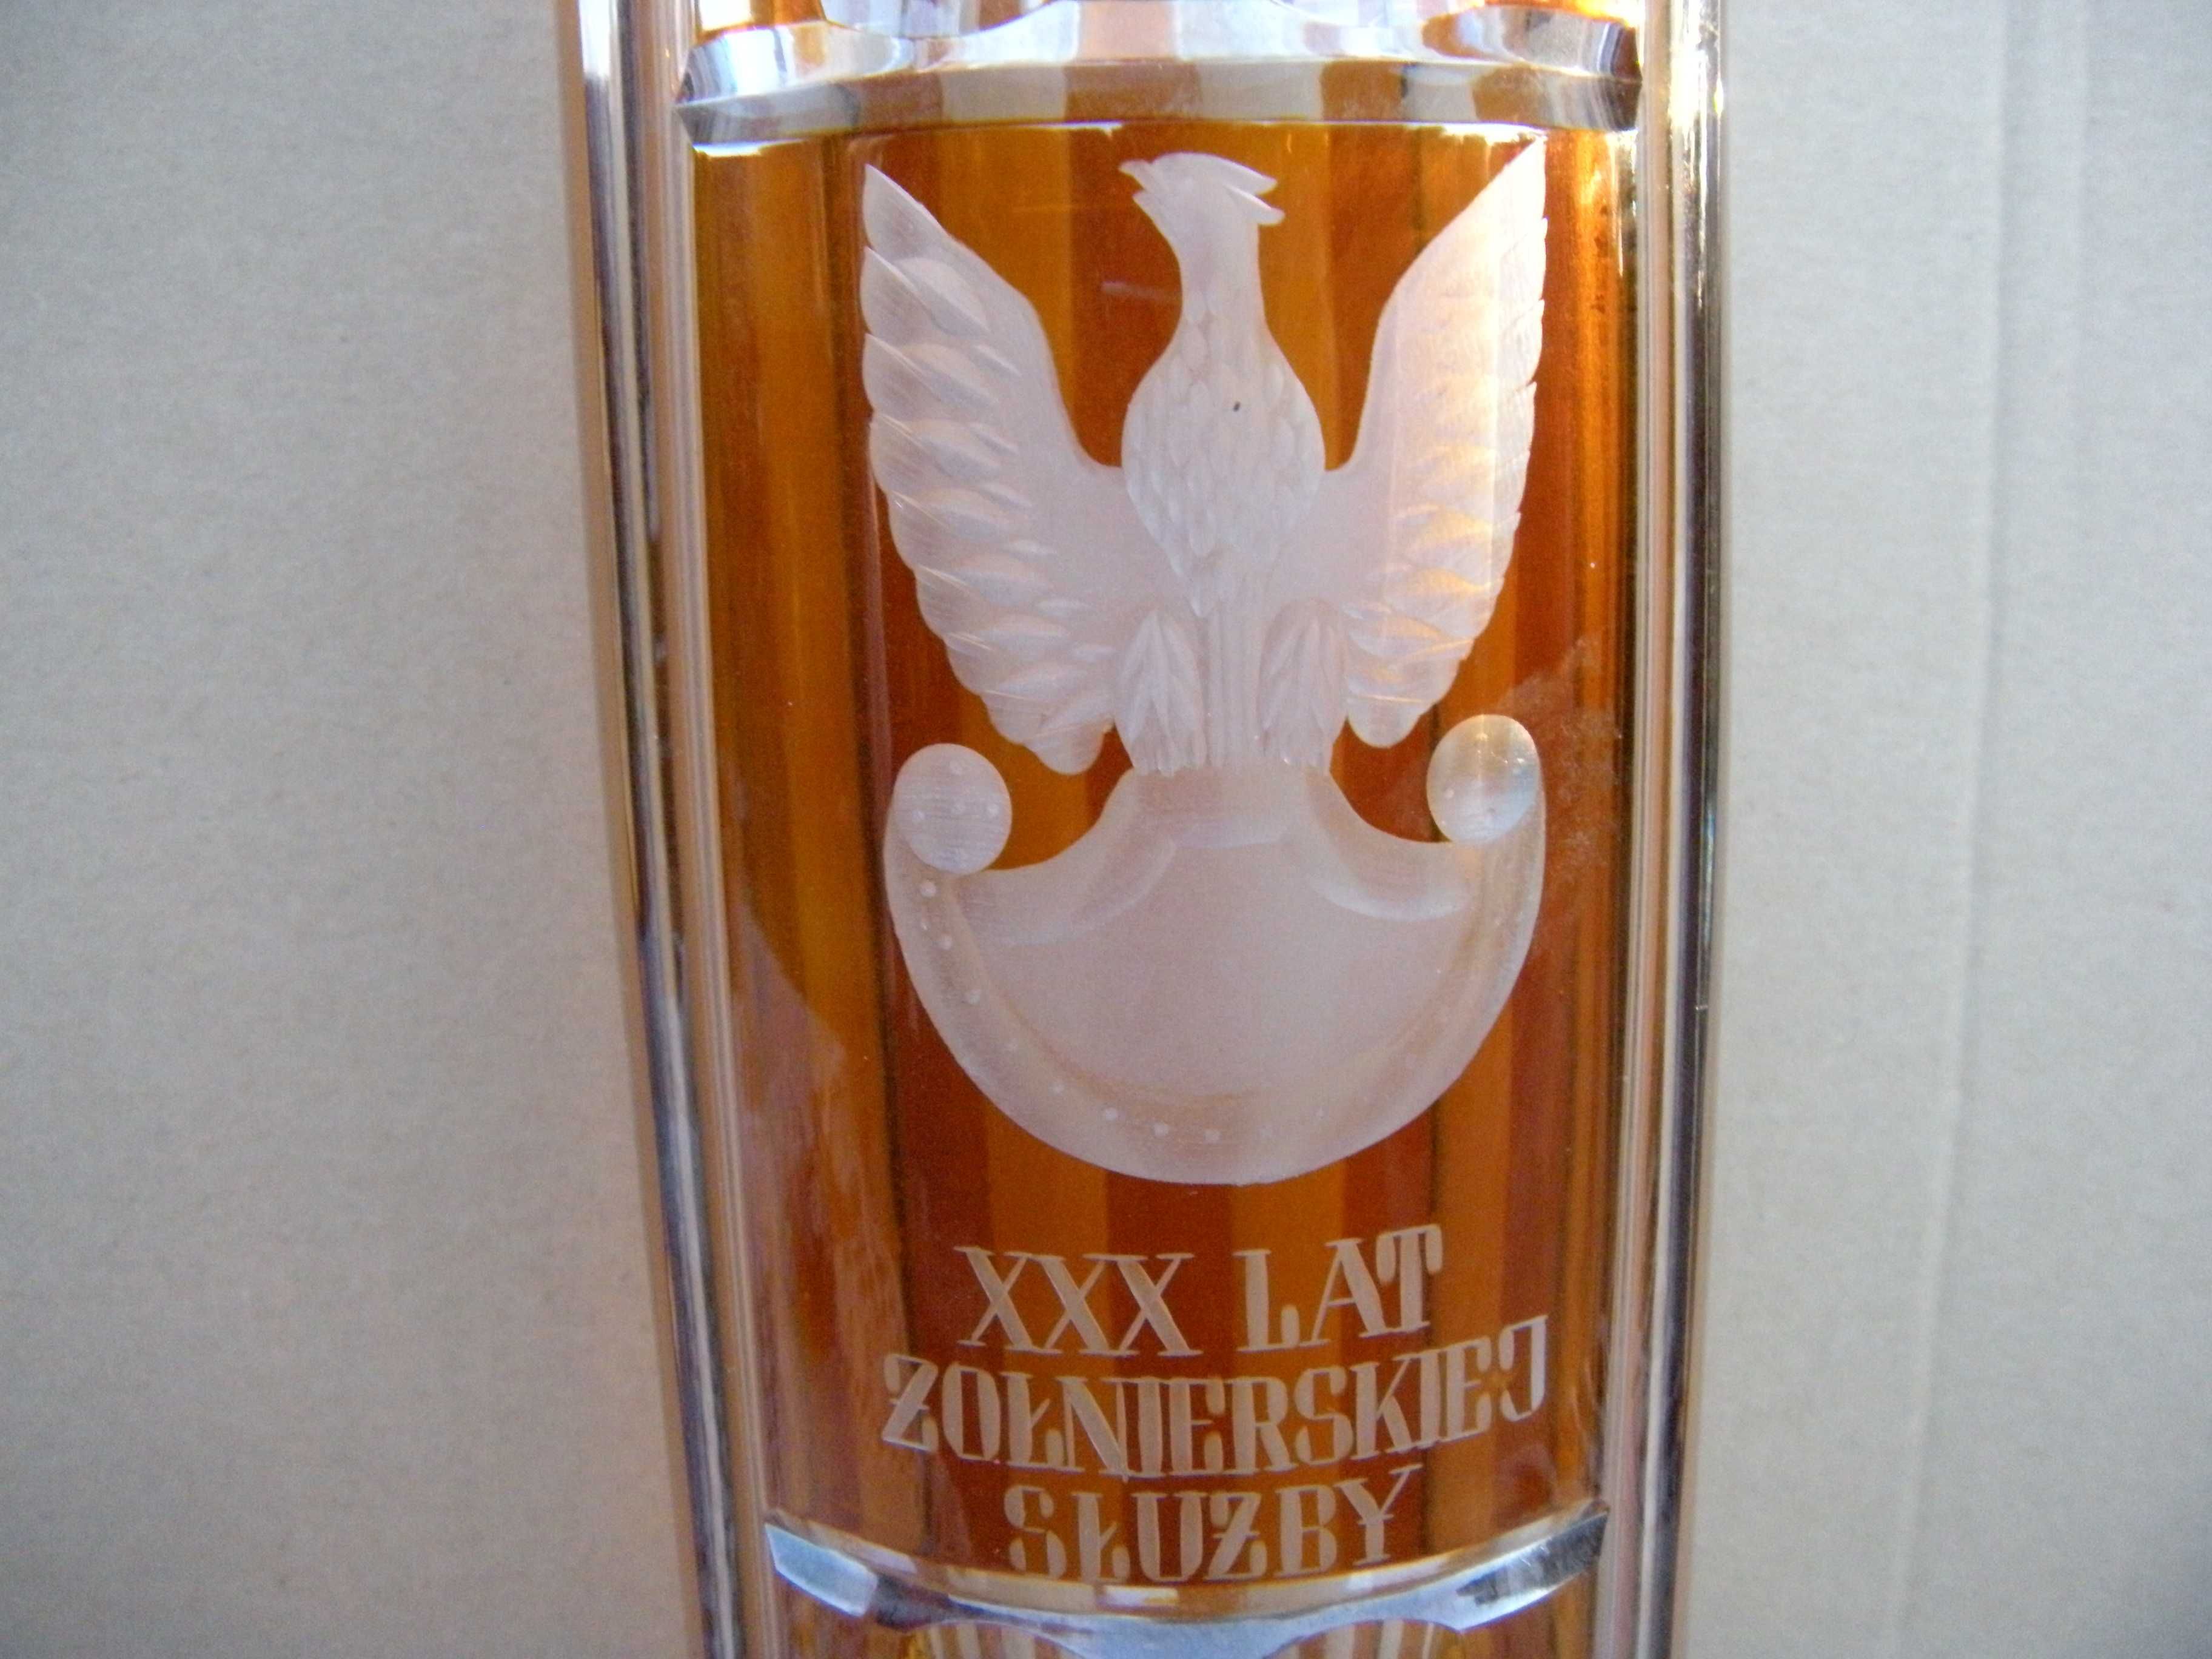 XXX LAT
ŻOŁNIERSKIEJ
SŁUŻBY